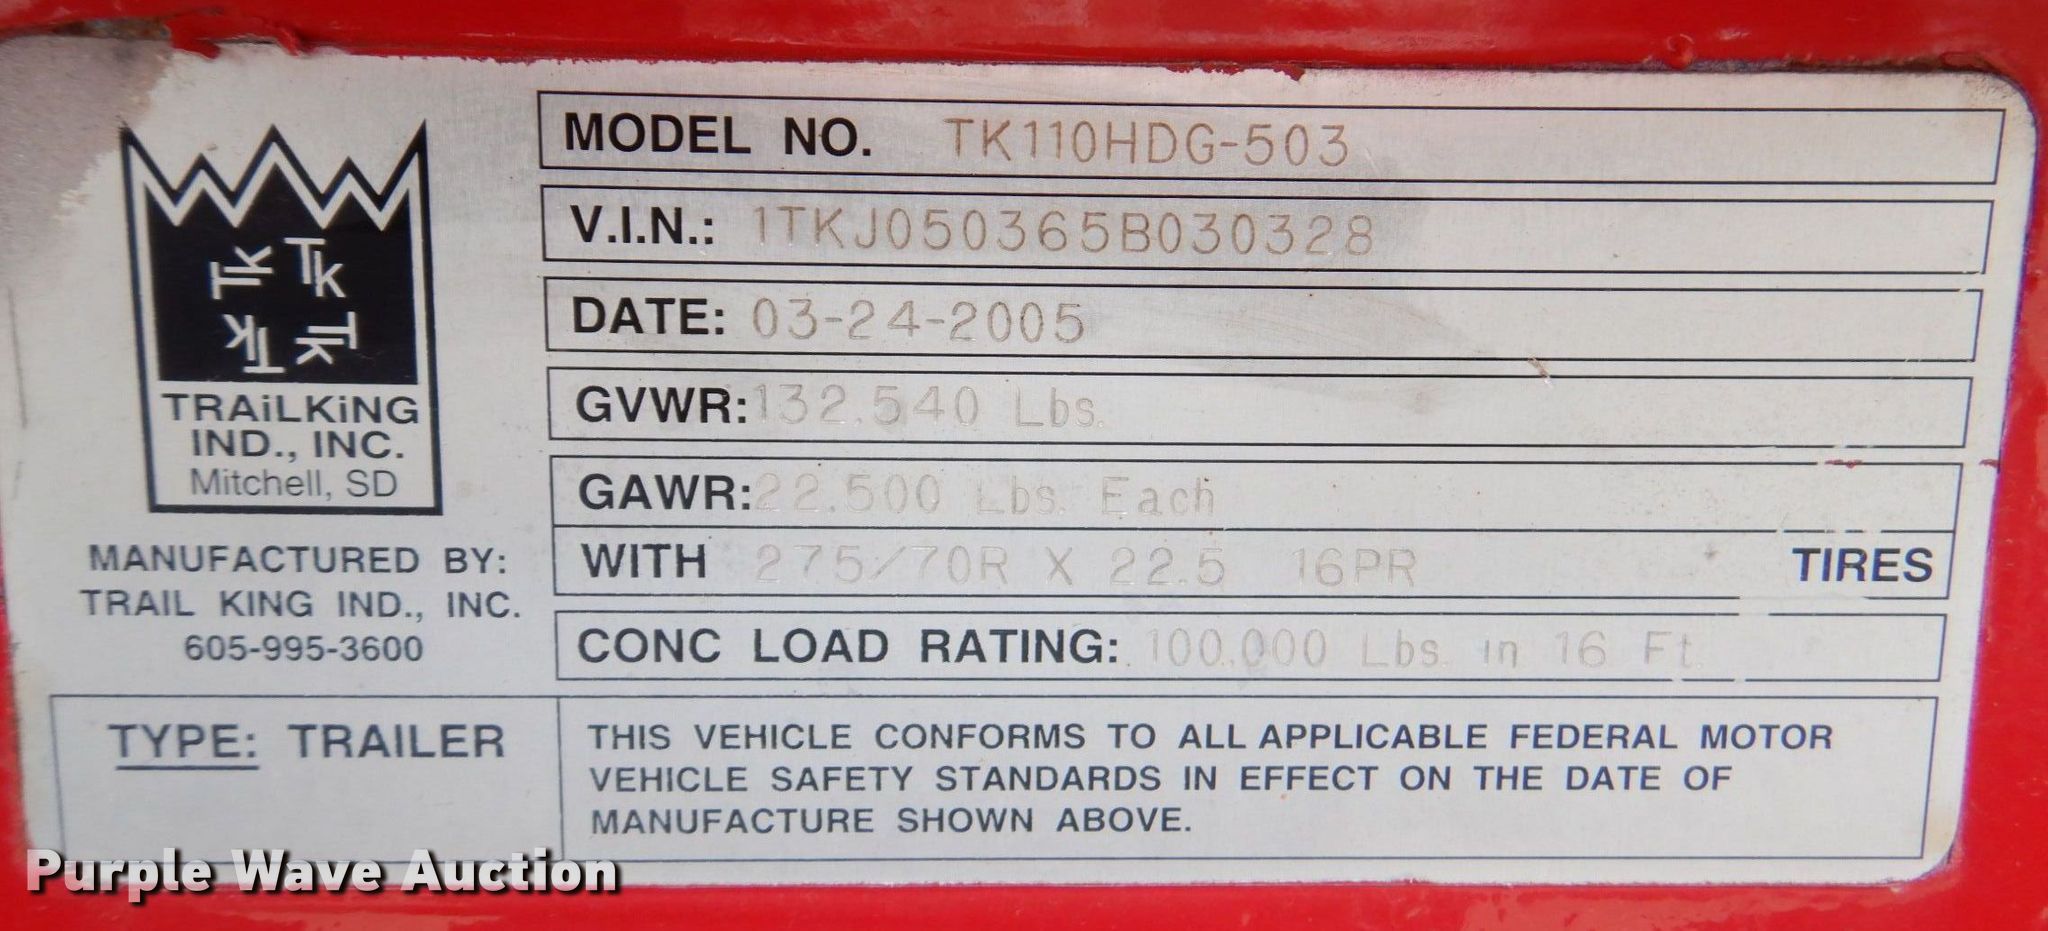 MODEL NO. TK110HDG-503
V.I.N.: 1TKJ050365B030328
DATE: 03-24-2005
GVWR: 132,540 Lbs.
GAWR: 22,500 Lbs. Each
WITH 275/70R X 22.5 16PR TIRES
CONC LOAD RATING: 100,000 Lbs. in 16 Ft.
TK TK
TK TK
TRAiLKiNG
IND., INC.
Mitchell, SD
MANUFACTURED BY:
TRAIL KING IND., INC.
605-995-3600
TYPE: TRAILER
THIS VEHICLE CONFORMS TO ALL APPLICABLE FEDERAL MOTOR
VEHICLE SAFETY STANDARDS IN EFFECT ON THE DATE OF
MANUFACTURE SHOWN ABOVE.
Purple Wave Auction